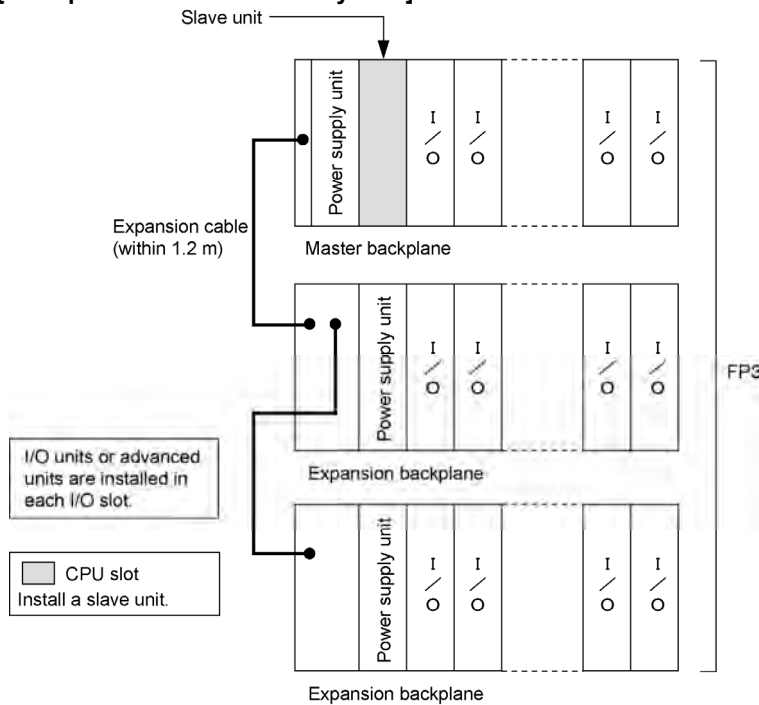 Slave unit
Power supply unit
I/O
I/O
I/O
I/O
Expansion cable
(within 1.2 m)
Master backplane
Power supply unit
I/O
I/O
I/O
I/O
FP3
Expansion backplane
I/O units or advanced
units are installed in
each I/O slot.
Power supply unit
I/O
I/O
I/O
I/O
CPU slot
Install a slave unit.
Expansion backplane